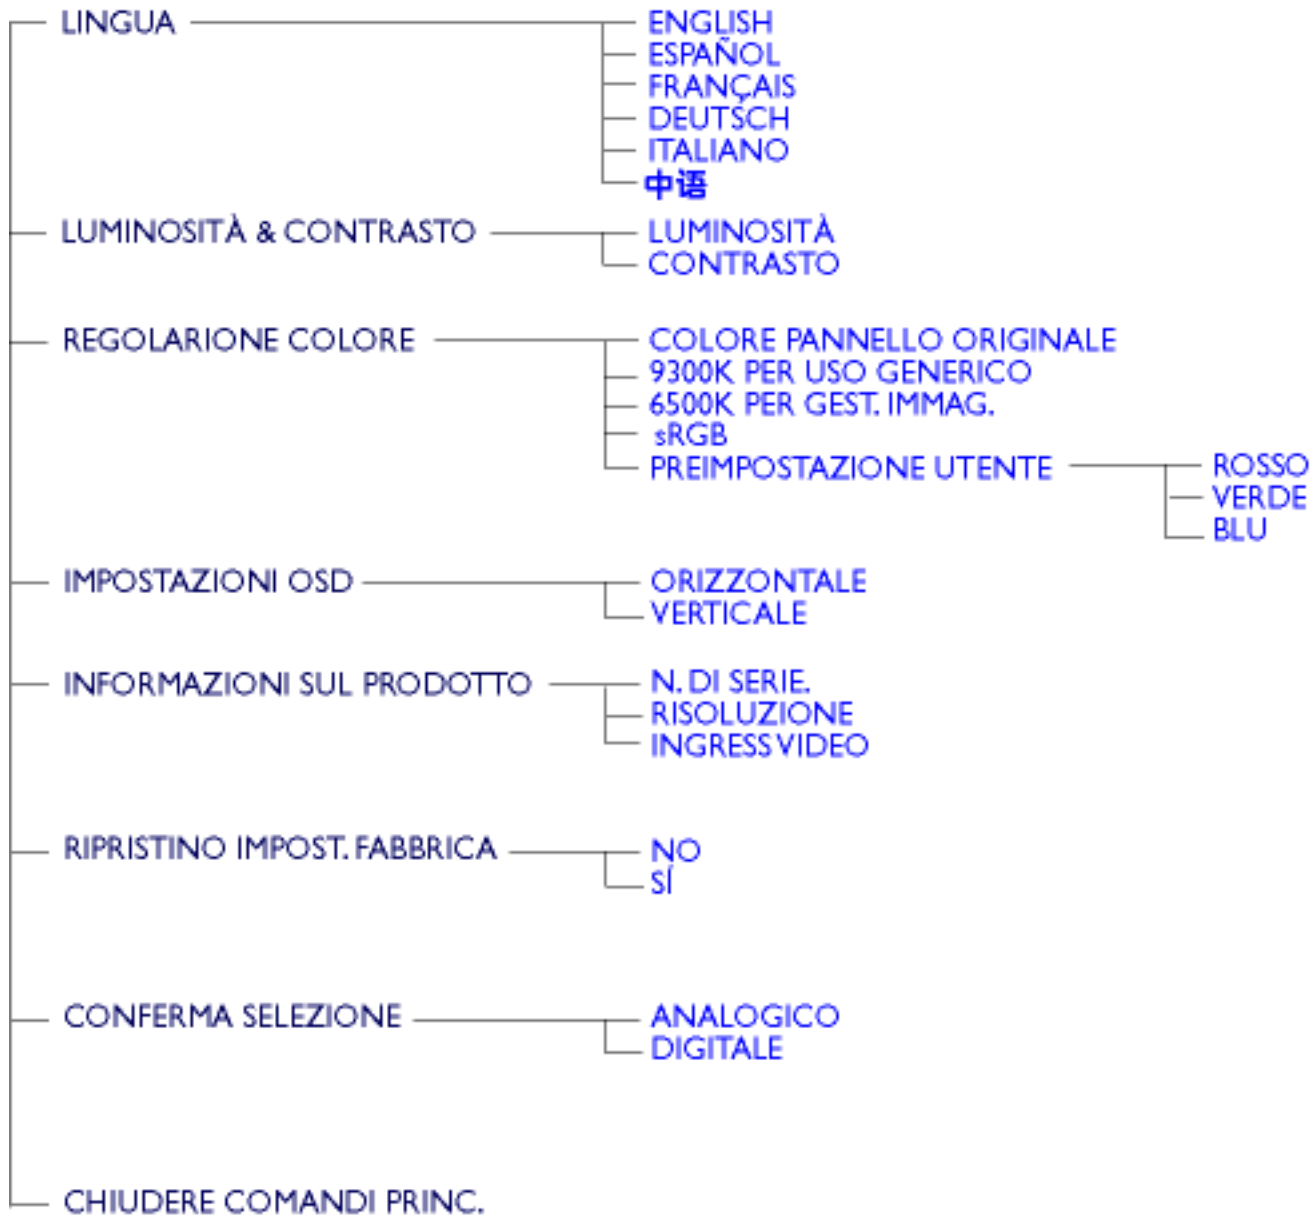 LINGUA
ENGLISH
ESPAÑOL
FRANÇAIS
DEUTSCH
ITALIANO
中语
LUMINOSITÀ & CONTRASTO
LUMINOSITÀ
CONTRASTO
REGOLARIONE COLORE
COLORE PANNELLO ORIGINALE
9300K PER USO GENERICO
6500K PER GEST. IMMAG.
sRGB
PREIMPOSTAZIONE UTENTE
ROSSO
VERDE
BLU
IMPOSTAZIONI OSD
ORIZZONTALE
VERTICALE
INFORMAZIONI SUL PRODOTTO
N. DI SERIE.
RISOLUZIONE
INGRESS VIDEO
RIPRISTINO IMPOST. FABBRICA
NO
SÍ
CONFERMA SELEZIONE
ANALOGICO
DIGITALE
CHIUDERE COMANDI PRINC.